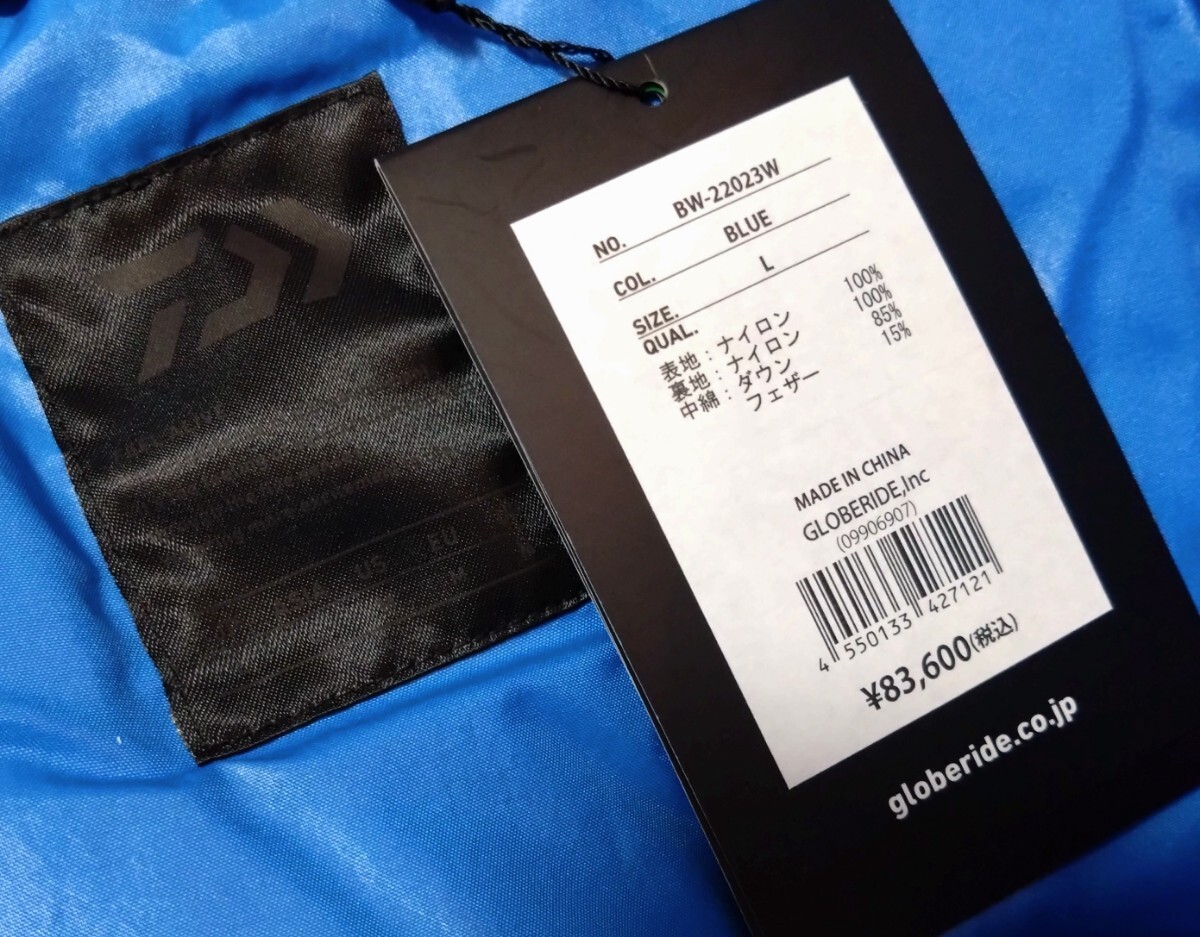 NO. BW-22023W
COL. BLUE
SIZE. L
QUAL.
表地：ナイロン 100%
裏地：ナイロン 100%
中綿：ダウン 85%
フェザー 15%
MADE IN CHINA
GLOBERIDE,Inc
(09906907)
4 550133 427121
¥83,600(税込)
globeride.co.jp
US EU
M